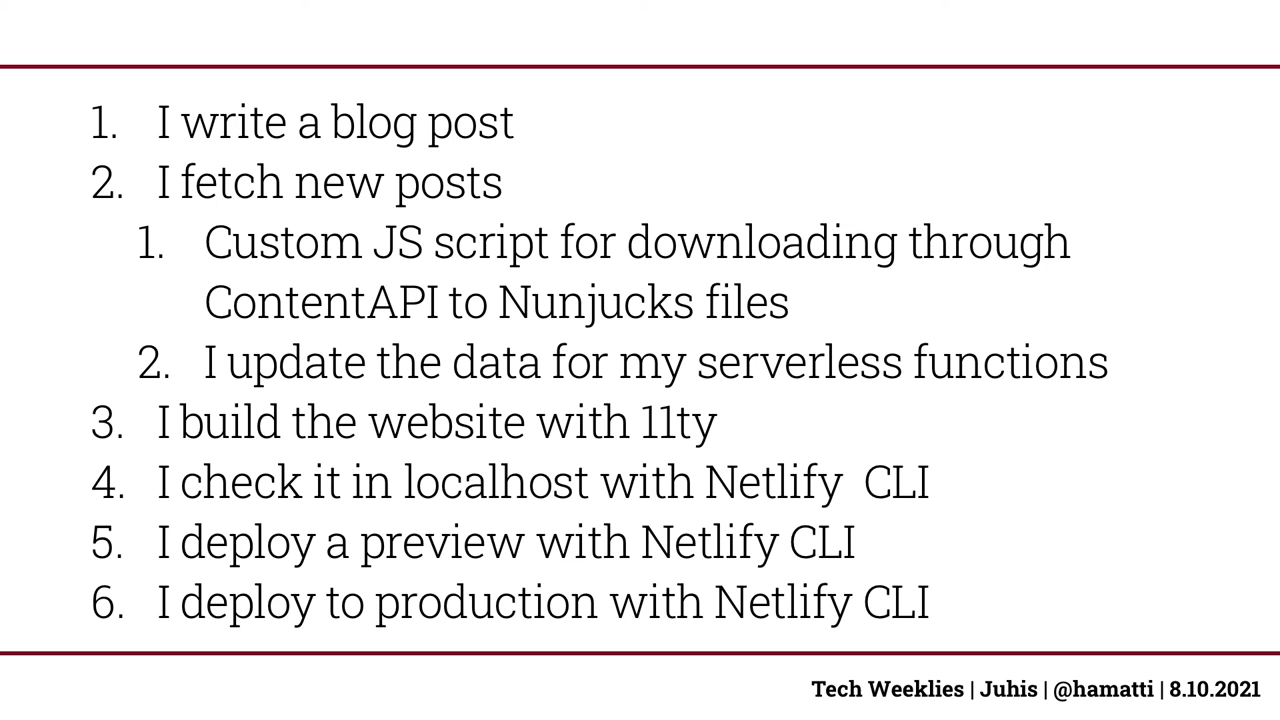 1. I write a blog post
2. I fetch new posts
1. Custom JS script for downloading through
ContentAPI to Nunjucks files
2. I update the data for my serverless functions
3. I build the website with 11ty
4. I check it in localhost with Netlify  CLI
5. I deploy a preview with Netlify CLI
6. I deploy to production with Netlify CLI
Tech Weeklies | Juhis | @hamatti | 8.10.2021